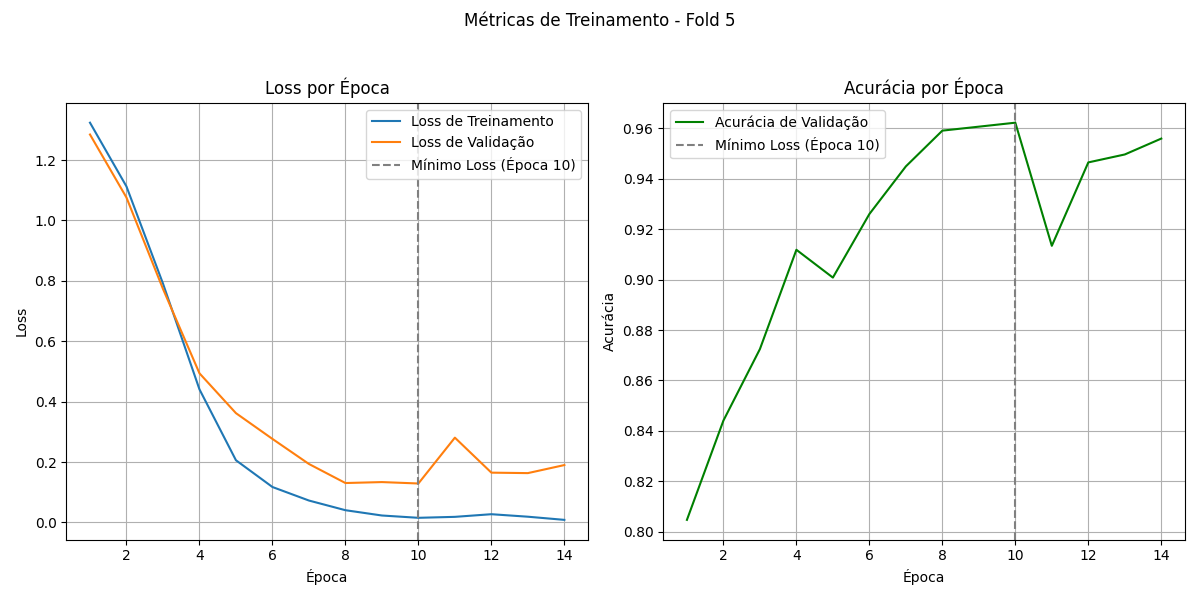 Métricas de Treinamento - Fold 5
Loss por Época
Loss de Treinamento
Loss de Validação
Mínimo Loss (Época 10)
Loss
1.2
1.0
0.8
0.6
0.4
0.2
0.0
2 4 6 8 10 12 14
Época
Acurácia por Época
Acurácia de Validação
Mínimo Loss (Época 10)
Acurácia
0.96
0.94
0.92
0.90
0.88
0.86
0.84
0.82
0.80
2 4 6 8 10 12 14
Época